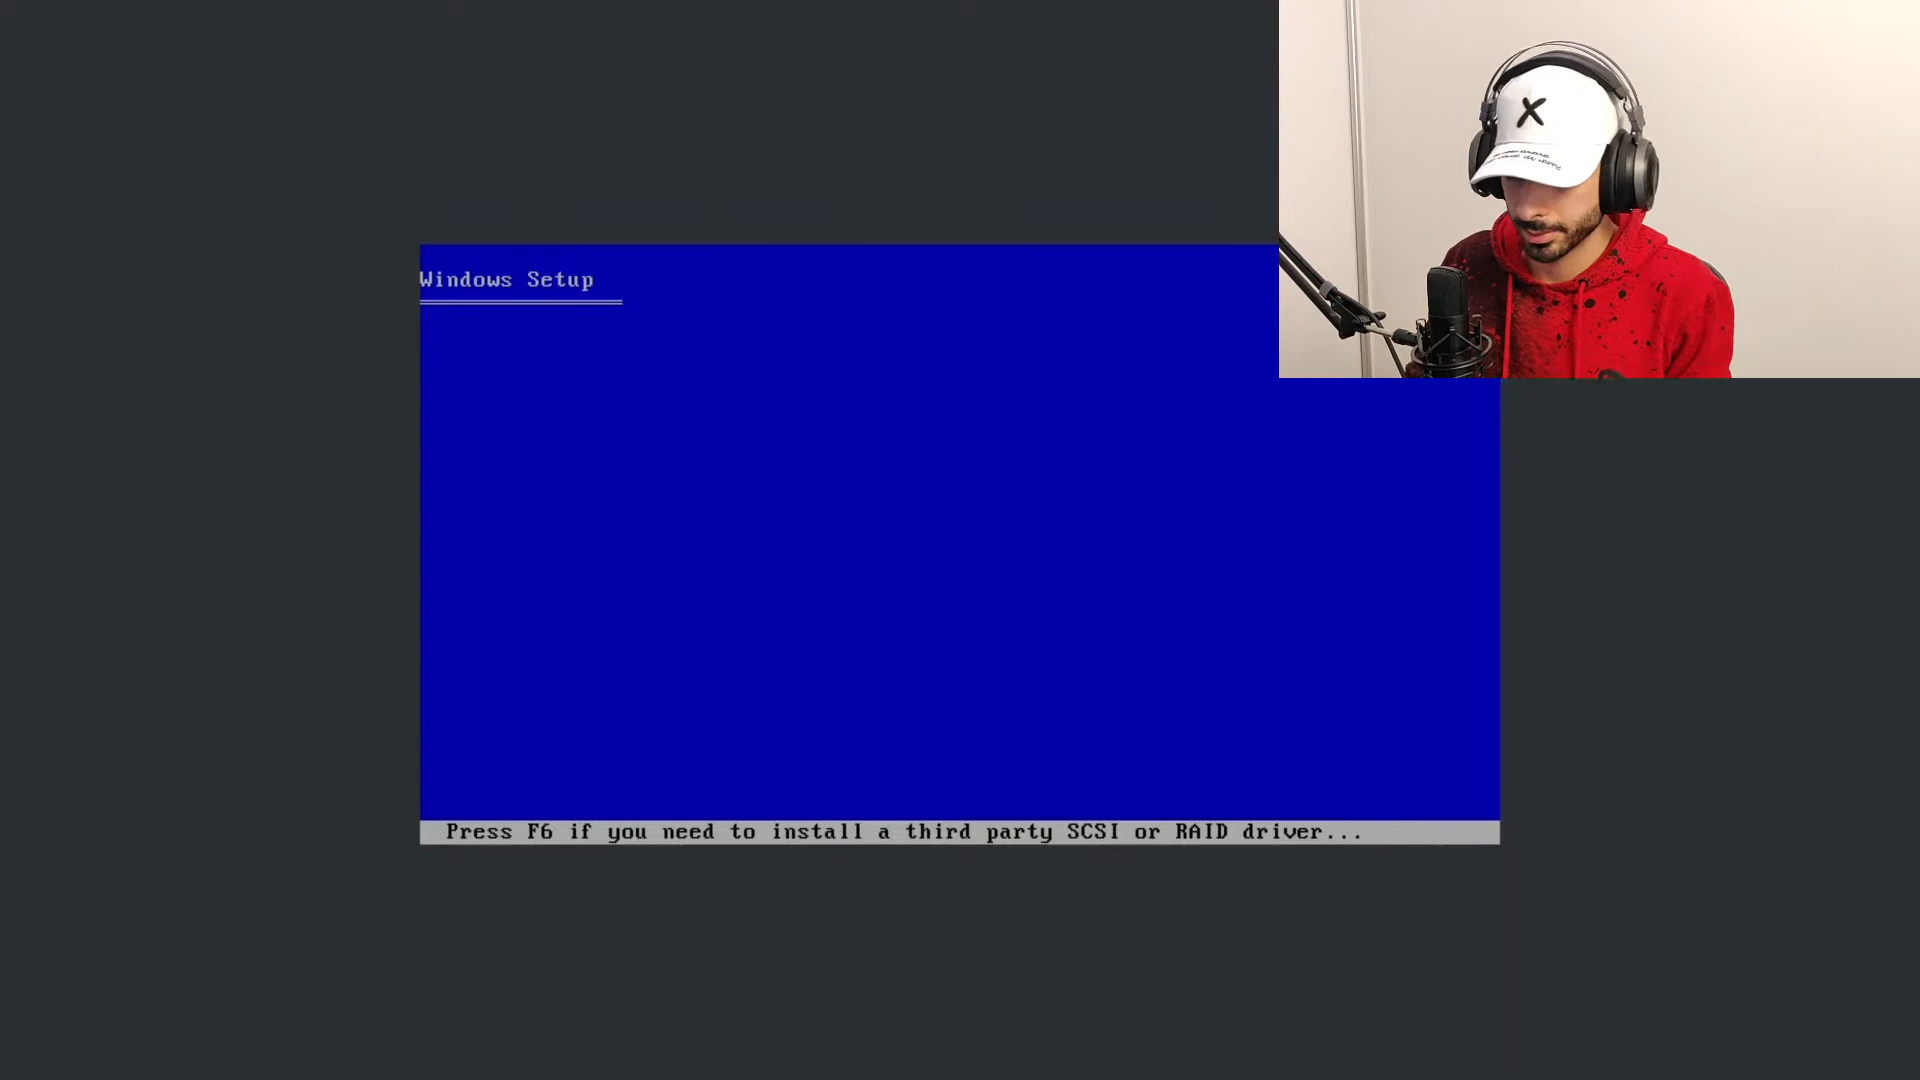 Windows Setup
X
Press F6 if you need to install a third party SCSI or RAID driver...